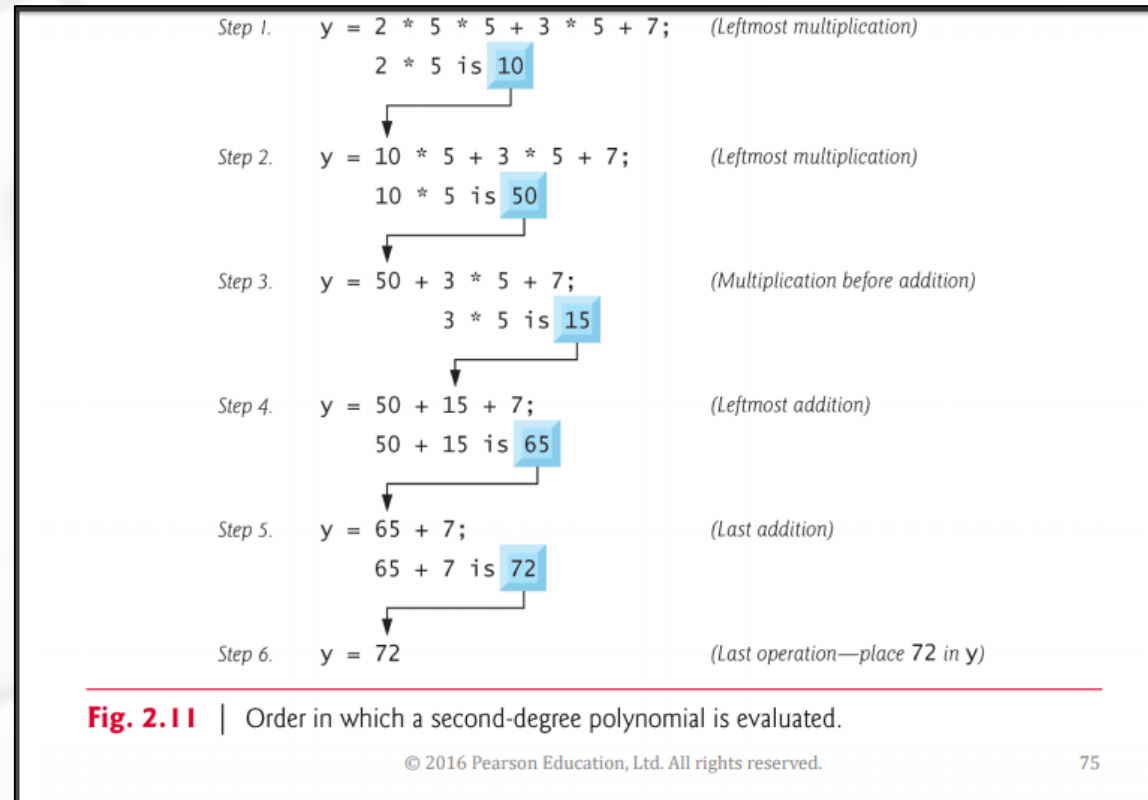 Step 1. y = 2 * 5 * 5 + 3 * 5 + 7; (Leftmost multiplication)
2 * 5 is 10
Step 2. y = 10 * 5 + 3 * 5 + 7; (Leftmost multiplication)
10 * 5 is 50
Step 3. y = 50 + 3 * 5 + 7; (Multiplication before addition)
3 * 5 is 15
Step 4. y = 50 + 15 + 7; (Leftmost addition)
50 + 15 is 65
Step 5. y = 65 + 7; (Last addition)
65 + 7 is 72
Step 6. y = 72 (Last operation—place 72 in y)
Fig. 2.11 | Order in which a second-degree polynomial is evaluated.
© 2016 Pearson Education, Ltd. All rights reserved. 75